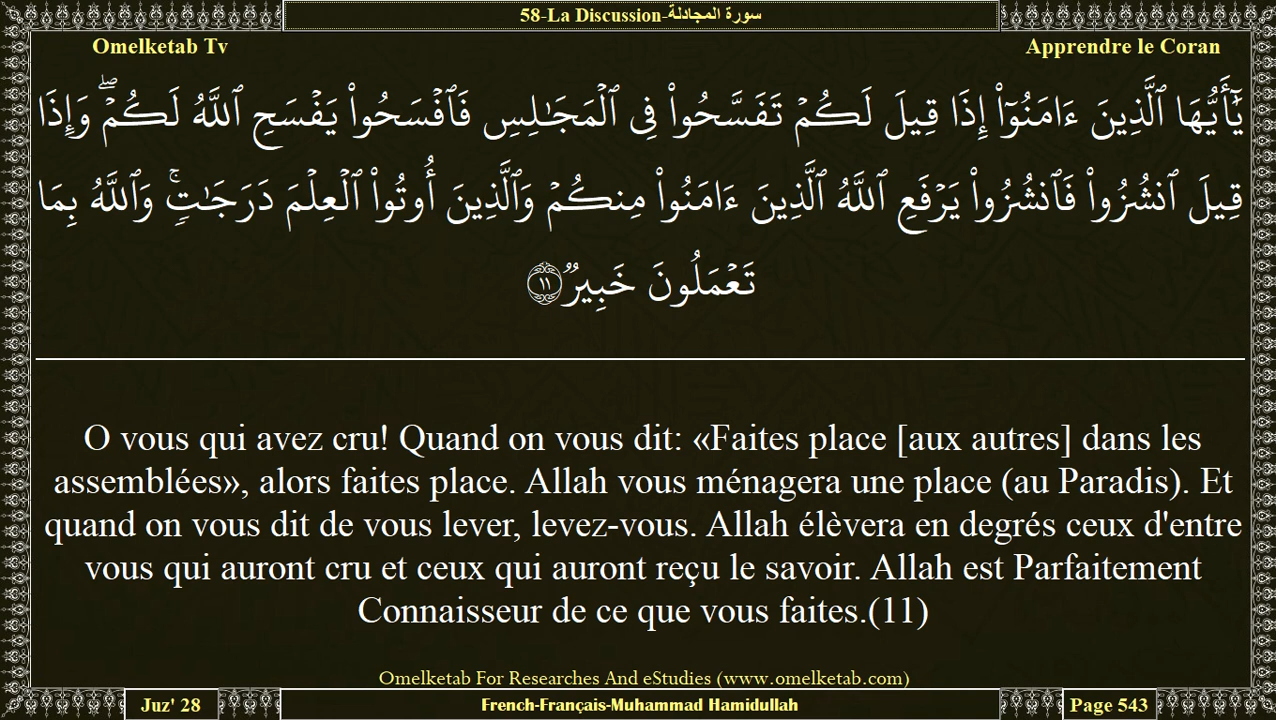 58-La Discussion-سورة المجادلة
Omelketab Tv
Apprendre le Coran
يَٰٓأَيُّهَا ٱلَّذِينَ ءَامَنُوٓا۟ إِذَا قِيلَ لَكُمْ تَفَسَّحُوا۟ فِى ٱلْمَجَٰلِسِ فَٱفْسَحُوا۟ يَفْسَحِ ٱللَّهُ لَكُمْ ۖ وَإِذَا
قِيلَ ٱنشُزُوا۟ فَٱنشُزُوا۟ يَرْفَعِ ٱللَّهُ ٱلَّذِينَ ءَامَنُوا۟ مِنكُمْ وَٱلَّذِينَ أُوتُوا۟ ٱلْعِلْمَ دَرَجَٰتٍ ۚ وَٱللَّهُ بِمَا
تَعْمَلُونَ خَبِيرٌ ۝١١
O vous qui avez cru! Quand on vous dit: «Faites place [aux autres] dans les
assemblées», alors faites place. Allah vous ménagera une place (au Paradis). Et
quand on vous dit de vous lever, levez-vous. Allah élèvera en degrés ceux d'entre
vous qui auront cru et ceux qui auront reçu le savoir. Allah est Parfaitement
Connaisseur de ce que vous faites.(11)
Omelketab For Researches And eStudies (www.omelketab.com)
Juz' 28
French-Français-Muhammad Hamidullah
Page 543